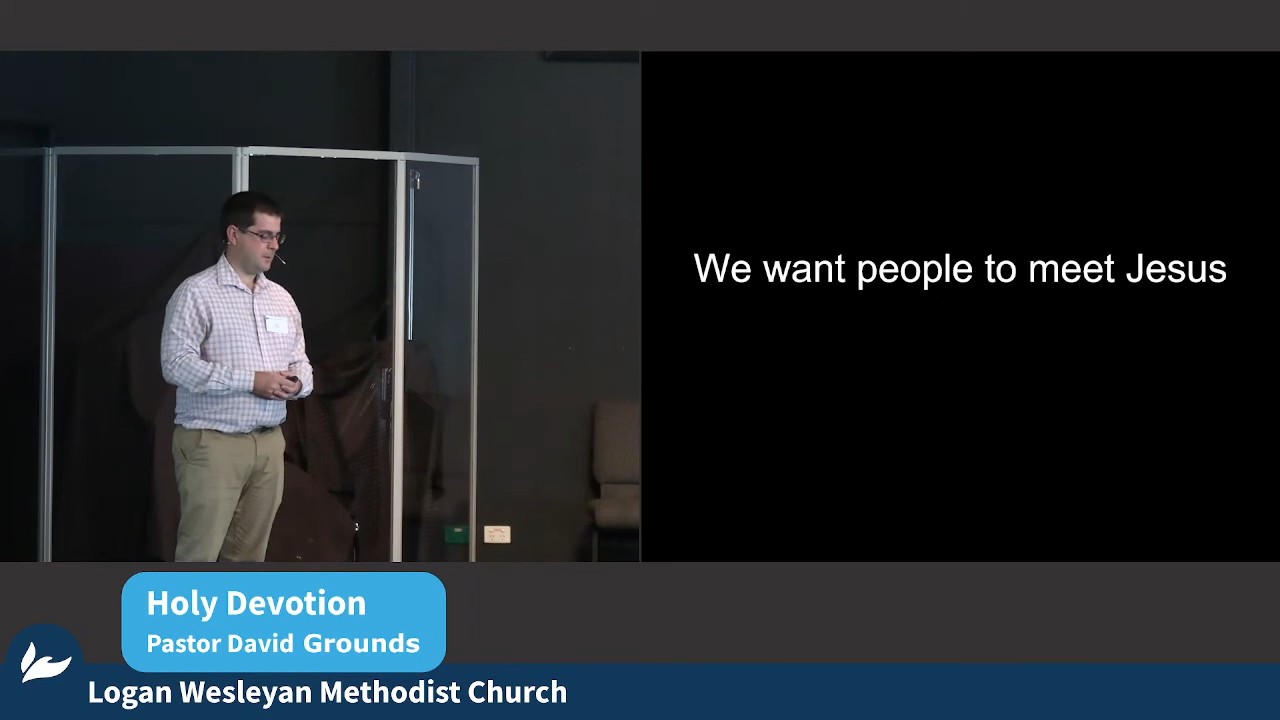 We want people to meet Jesus
Holy Devotion
Pastor David Grounds
Logan Wesleyan Methodist Church